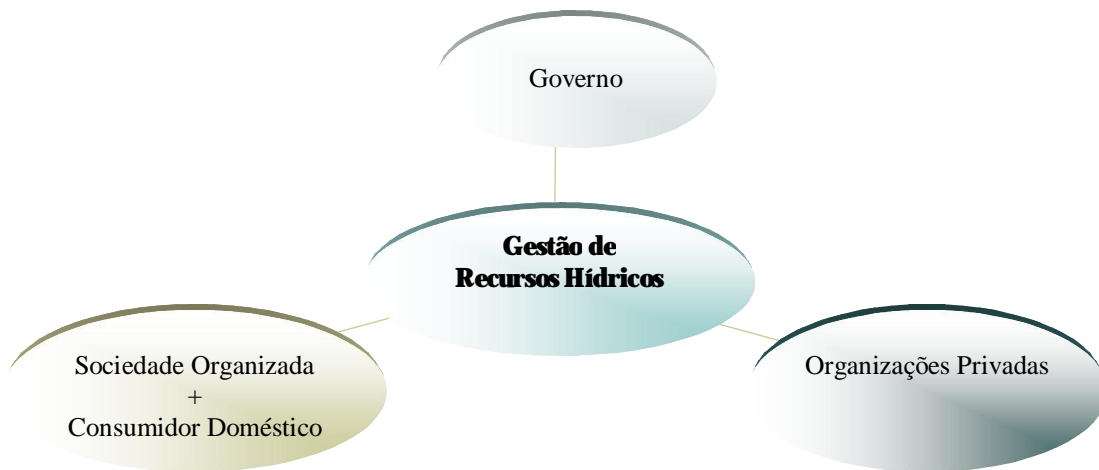 Governo
Gestão de
Recursos Hídricos
Sociedade Organizada
+
Consumidor Doméstico
Organizações Privadas